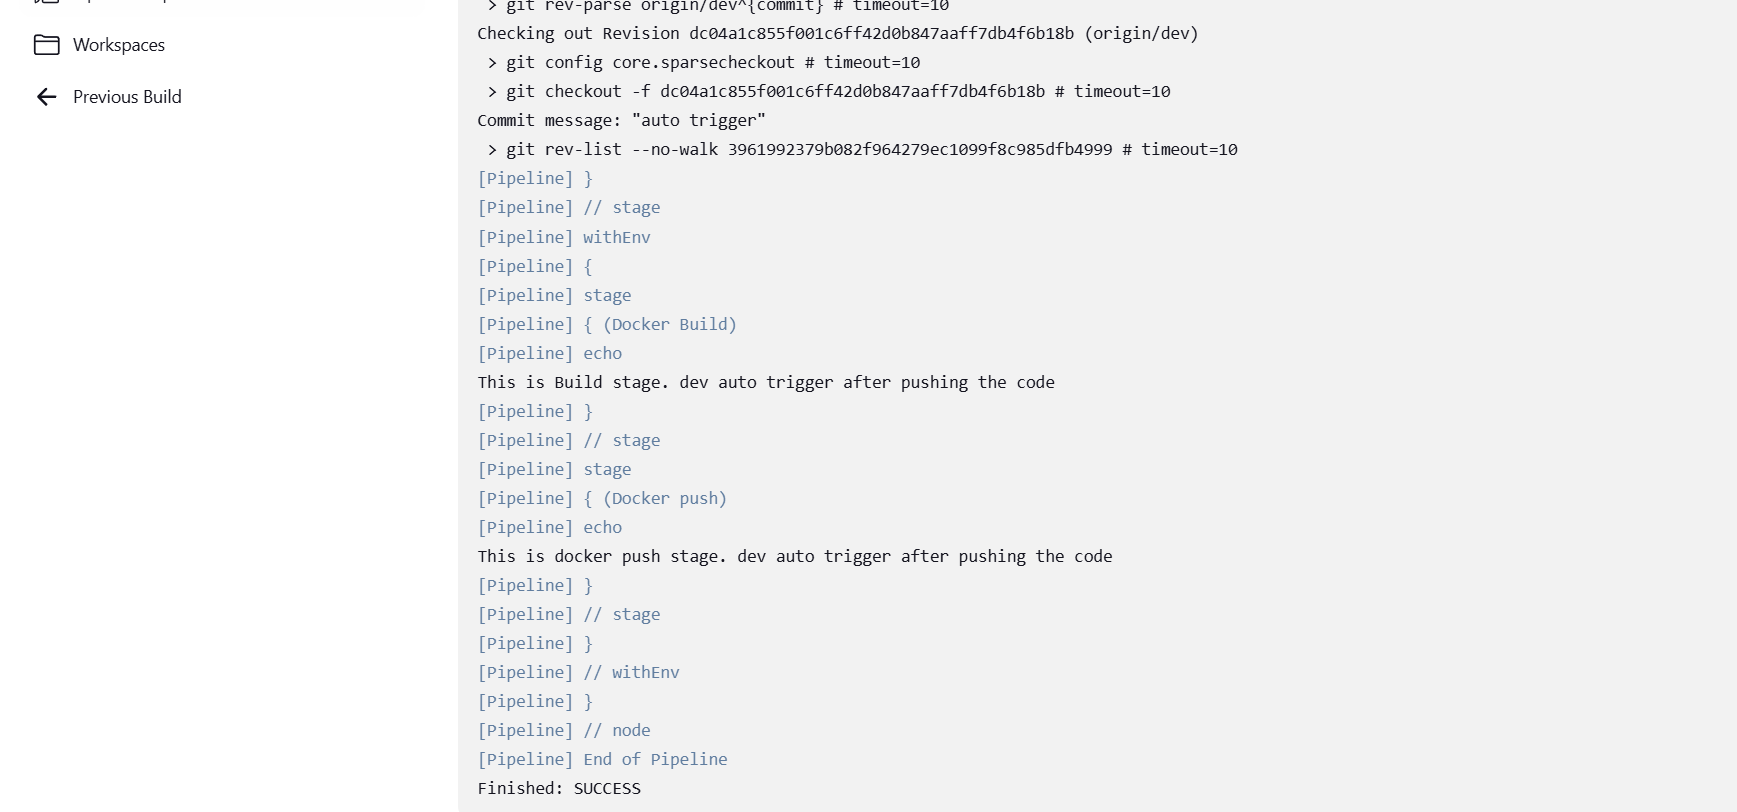 Workspaces
Previous Build
> git rev-parse origin/dev^{commit} # timeout=10
Checking out Revision dc04a1c855f001c6ff42d0b847aaff7db4f6b18b (origin/dev)
> git config core.sparsecheckout # timeout=10
> git checkout -f dc04a1c855f001c6ff42d0b847aaff7db4f6b18b # timeout=10
Commit message: "auto trigger"
> git rev-list --no-walk 3961992379b082f964279ec1099f8c985dfb4999 # timeout=10
[Pipeline] }
[Pipeline] // stage
[Pipeline] withEnv
[Pipeline] {
[Pipeline] stage
[Pipeline] { (Docker Build)
[Pipeline] echo
This is Build stage. dev auto trigger after pushing the code
[Pipeline] }
[Pipeline] // stage
[Pipeline] stage
[Pipeline] { (Docker push)
[Pipeline] echo
This is docker push stage. dev auto trigger after pushing the code
[Pipeline] }
[Pipeline] // stage
[Pipeline] }
[Pipeline] // withEnv
[Pipeline] }
[Pipeline] // node
[Pipeline] End of Pipeline
Finished: SUCCESS